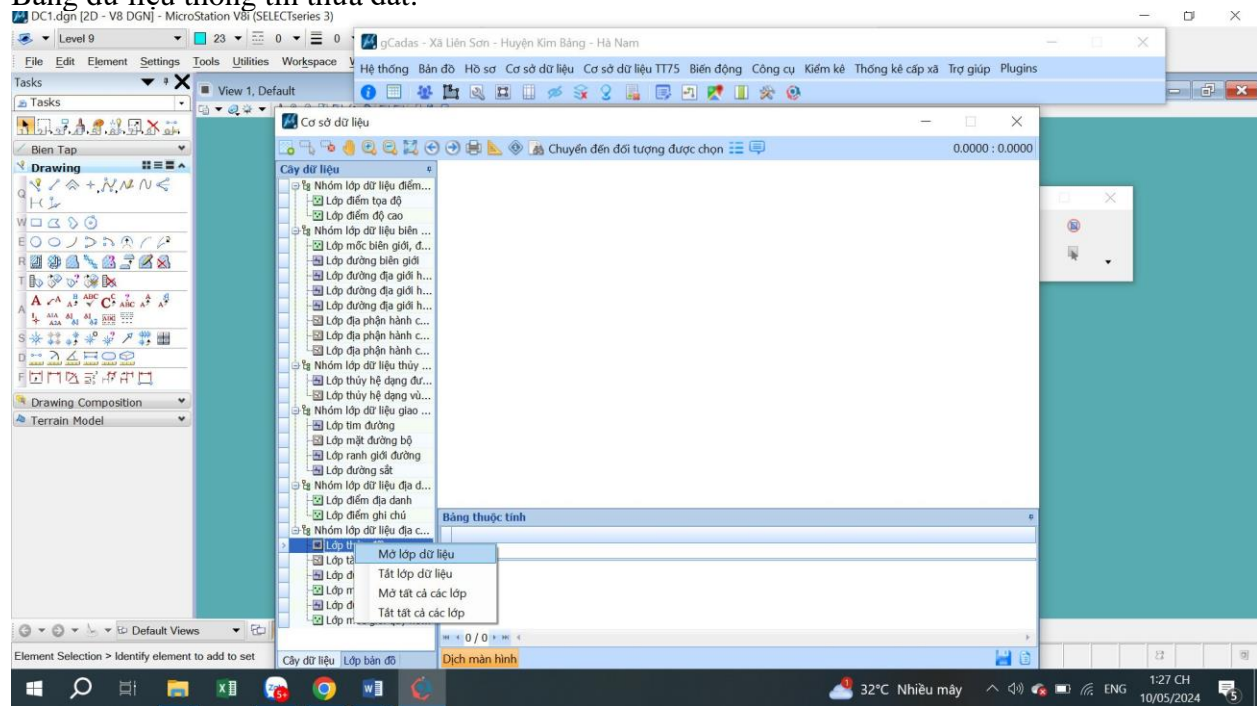 Bảng dữ liệu thông tin thửa đất.
DC1.dgn [2D - V8 DGN] - MicroStation V8i (SELECTseries 3)
Level 9 23 0 0
gCadas - Xã Liên Sơn - Huyện Kim Bảng - Hà Nam
File Edit Element Settings Tools Utilities Workspace
Hệ thống Bản đồ Hồ sơ Cơ sở dữ liệu Cơ sở dữ liệu TT75 Biến động Công cụ Kiểm kê Thống kê cấp xã Trợ giúp Plugins
Tasks
View 1, Default
Tasks
Cơ sở dữ liệu
Chuyển đến đối tượng được chọn 0.0000 : 0.0000
Bien Tap
Drawing
Cây dữ liệu
Nhóm lớp dữ liệu điểm...
Lớp điểm tọa độ
Lớp điểm độ cao
Nhóm lớp dữ liệu biên ...
Lớp mốc biên giới, đ...
Lớp đường biên giới
Lớp đường địa giới h...
Lớp đường địa giới h...
Lớp đường địa giới h...
Lớp địa phận hành c...
Lớp địa phận hành c...
Lớp địa phận hành c...
Nhóm lớp dữ liệu thủy ...
Lớp thủy hệ dạng đư...
Lớp thủy hệ dạng vù...
Nhóm lớp dữ liệu giao ...
Lớp tim đường
Lớp mặt đường bộ
Lớp ranh giới đường
Lớp đường sắt
Nhóm lớp dữ liệu địa d...
Lớp điểm địa danh
Lớp điểm ghi chú
Nhóm lớp dữ liệu địa c...
Q
W
E
R
T
A
S
D
F
Drawing Composition
Terrain Model
Bảng thuộc tính
Mở lớp dữ liệu
Tắt lớp dữ liệu
Mở tất cả các lớp
Tắt tất cả các lớp
0 / 0
Default Views
Element Selection > Identify element to add to set
Cây dữ liệu Lớp bản đồ
Dịch màn hình
32°C Nhiều mây
ENG
1:27 CH
10/05/2024
5